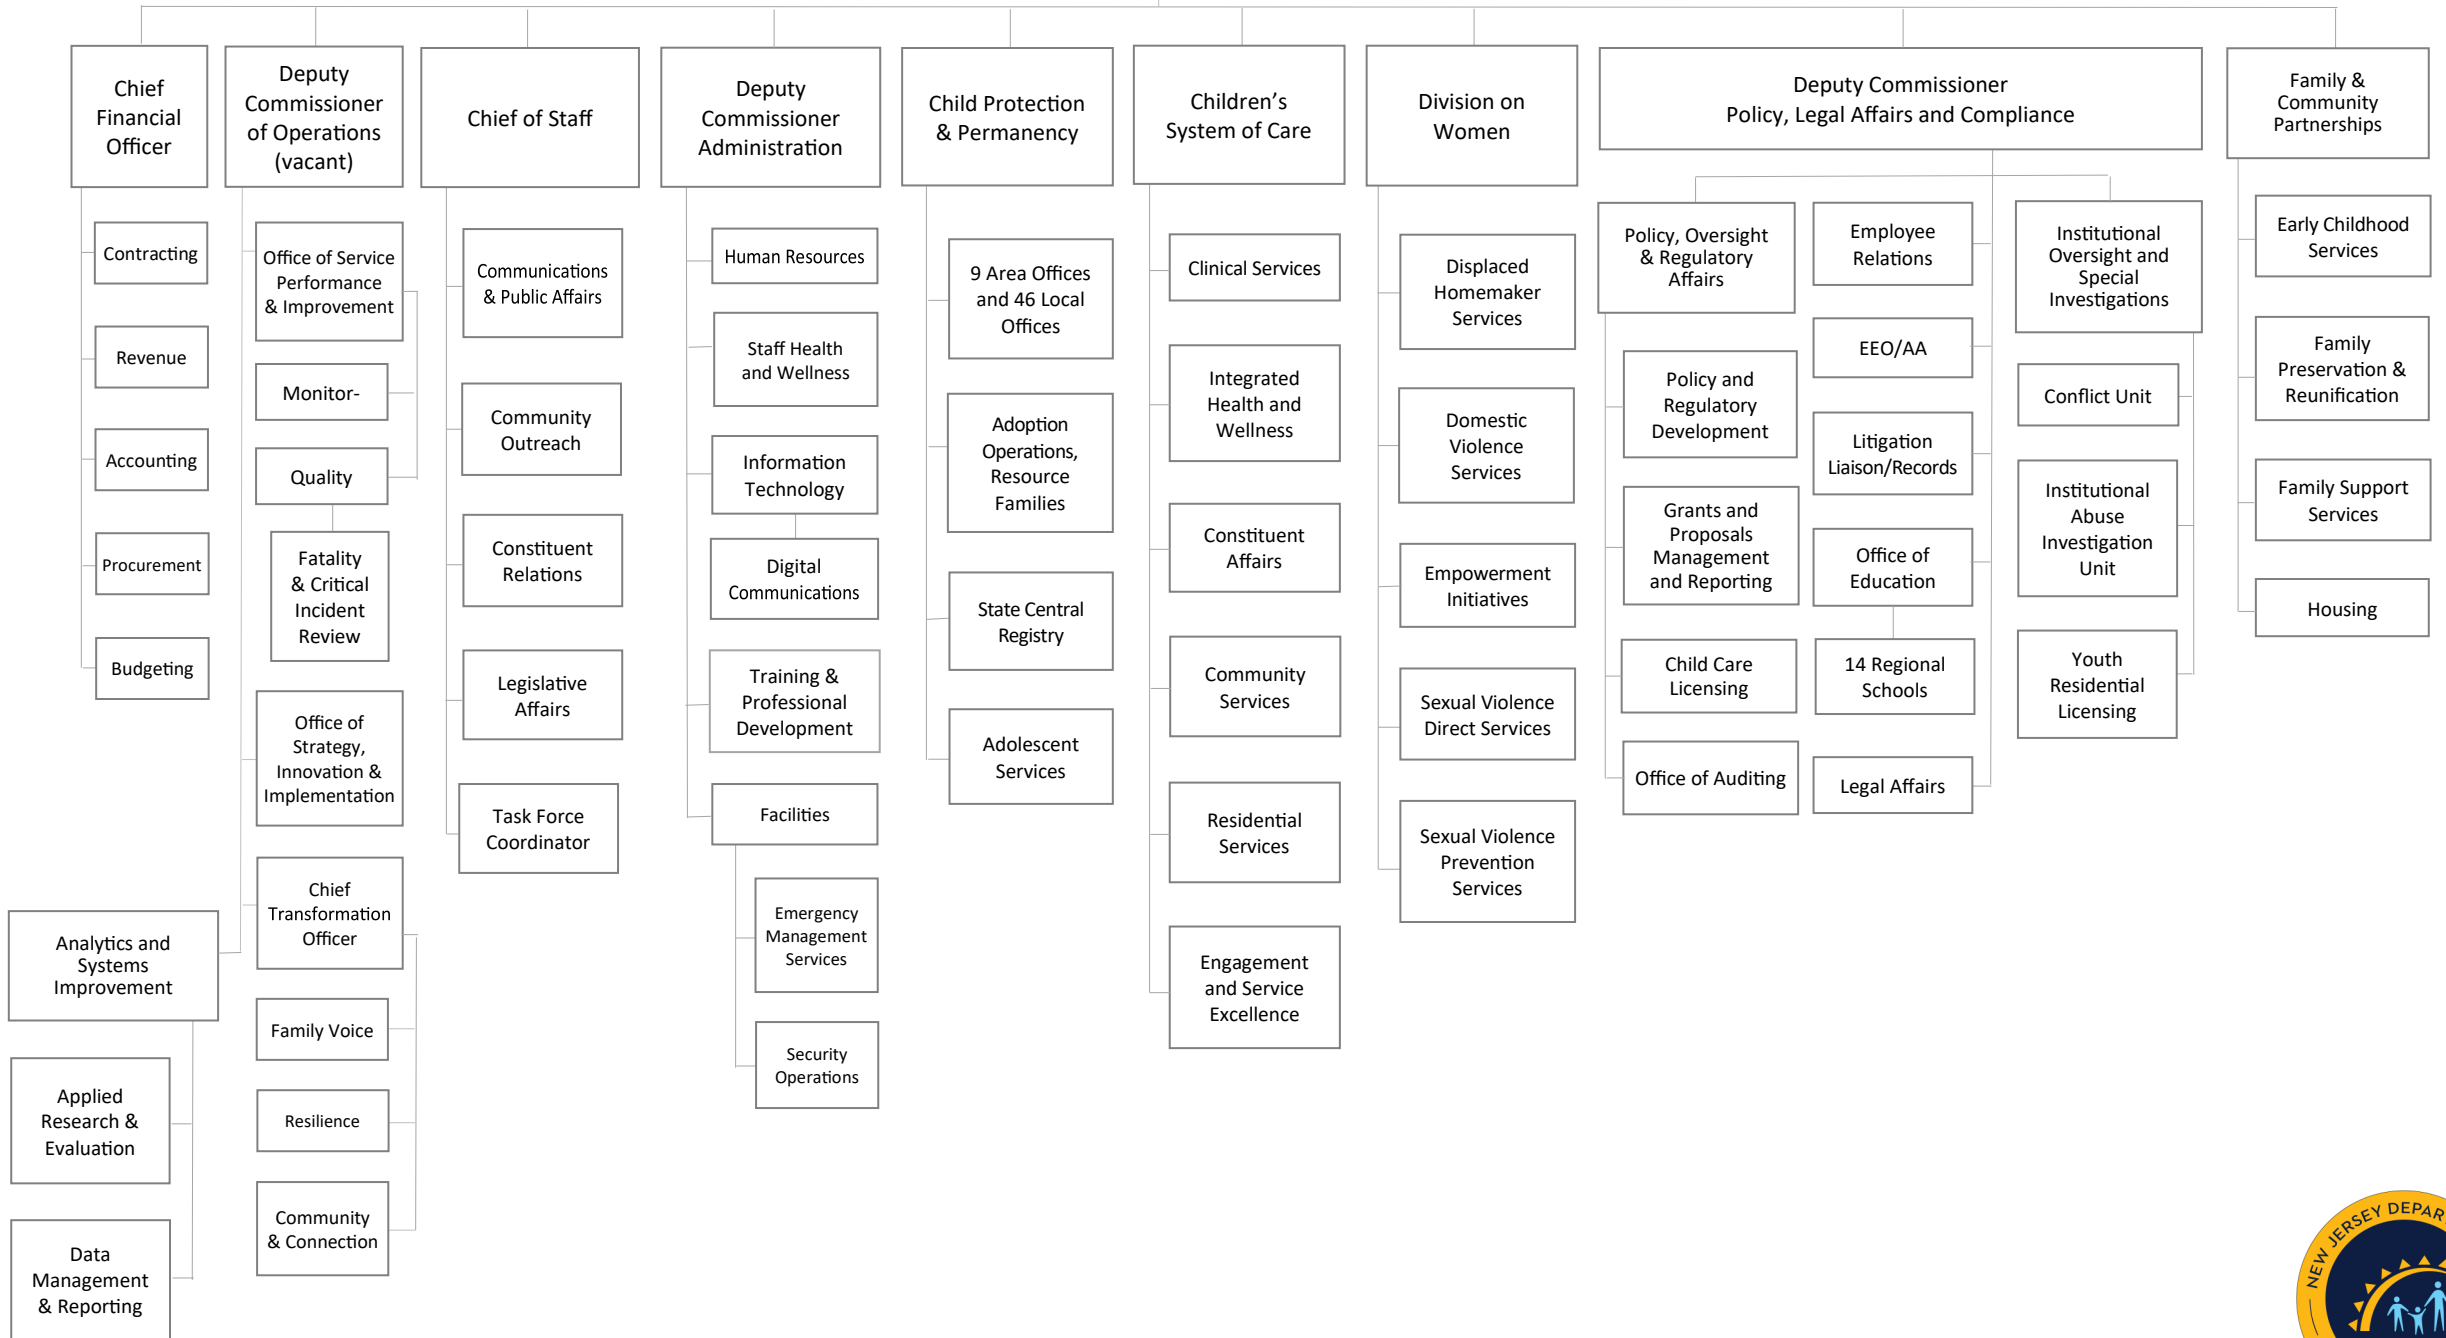 Chief
Financial
Officer
Deputy
Commissioner
of Operations
(vacant)
Chief of Staff
Deputy
Commissioner
Administration
Child Protection
& Permanency
Children's
System of Care
Division on
Women
Deputy Commissioner
Policy, Legal Affairs and Compliance
Family &
Community
Partnerships
Contracting
Revenue
Accounting
Procurement
Budgeting
Office of Service
Performance
& Improvement
Monitor-
Quality
Fatality
& Critical
Incident
Review
Office of
Strategy,
Innovation &
Implementation
Chief
Transformation
Officer
Family Voice
Resilience
Community
& Connection
Analytics and
Systems
Improvement
Applied
Research &
Evaluation
Data
Management
& Reporting
Communications
& Public Affairs
Community
Outreach
Constituent
Relations
Legislative
Affairs
Task Force
Coordinator
Human Resources
Staff Health
and Wellness
Information
Technology
Digital
Communications
Training &
Professional
Development
Facilities
Emergency
Management
Services
Security
Operations
9 Area Offices
and 46 Local
Offices
Adoption
Operations,
Resource
Families
State Central
Registry
Adolescent
Services
Clinical Services
Integrated
Health and
Wellness
Constituent
Affairs
Community
Services
Residential
Services
Engagement
and Service
Excellence
Displaced
Homemaker
Services
Domestic
Violence
Services
Empowerment
Initiatives
Sexual Violence
Direct Services
Sexual Violence
Prevention
Services
Policy, Oversight
& Regulatory
Affairs
Policy and
Regulatory
Development
Grants and
Proposals
Management
and Reporting
Child Care
Licensing
Office of Auditing
Employee
Relations
EEO/AA
Litigation
Liaison/Records
Office of
Education
14 Regional
Schools
Legal Affairs
Institutional
Oversight and
Special
Investigations
Conflict Unit
Institutional
Abuse
Investigation
Unit
Youth
Residential
Licensing
Early Childhood
Services
Family
Preservation &
Reunification
Family Support
Services
Housing
NEW JERSEY DEPAR